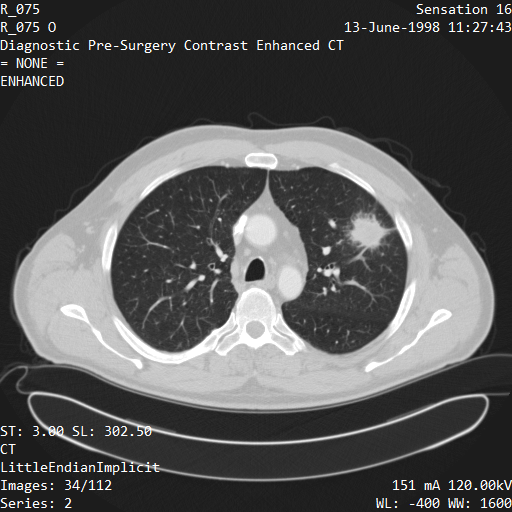 R_075
Sensation 16
R_075 O
13-June-1998 11:27:43
Diagnostic Pre-Surgery Contrast Enhanced CT
= NONE =
ENHANCED
ST: 3.00 SL: 302.50
CT
LittleEndianImplicit
Images: 34/112
151 mA 120.00kV
Series: 2
WL: -400 WW: 1600